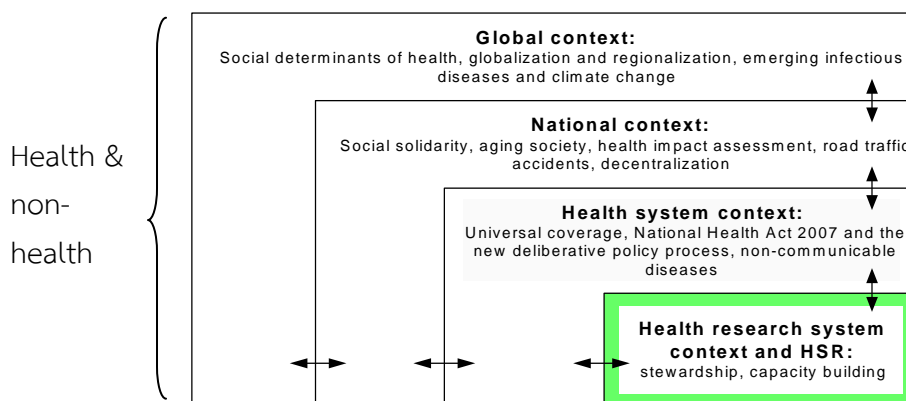 Global context:
Social determinants of health, globalization and regionalization, emerging infectious
diseases and climate change
National context:
Social solidarity, aging society, health impact assessment, road traffic
accidents, decentralization
Health &
non-
health
Health system context:
Universal coverage, National Health Act 2007 and the
new deliberative policy process, non-communicable
diseases
Health research system
context and HSR:
stewardship, capacity building